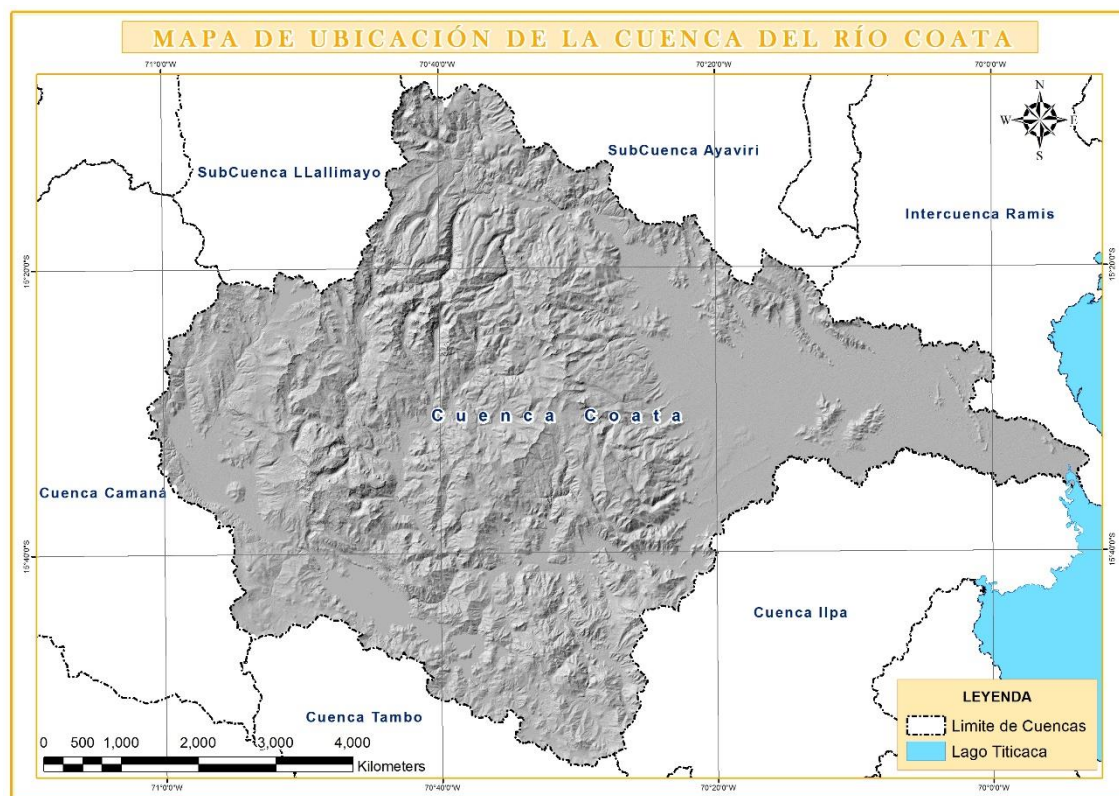 MAPA DE UBICACIÓN DE LA CUENCA DEL RÍO COATA
71°0'0"W 70°40'0"W 70°20'0"W 70°0'0"W
N
W E
S
SubCuenca LLallimayo
SubCuenca Ayaviri
Intercuenca Ramis
15°20'0"S 15°20'0"S
Cuenca Coata
Cuenca Camaná
15°40'0"S 15°40'0"S
Cuenca Ilpa
Cuenca Tambo
LEYENDA
Limite de Cuencas
Lago Titicaca
0 500 1,000 2,000 3,000 4,000
Kilometers
71°0'0"W 70°40'0"W 70°20'0"W 70°0'0"W